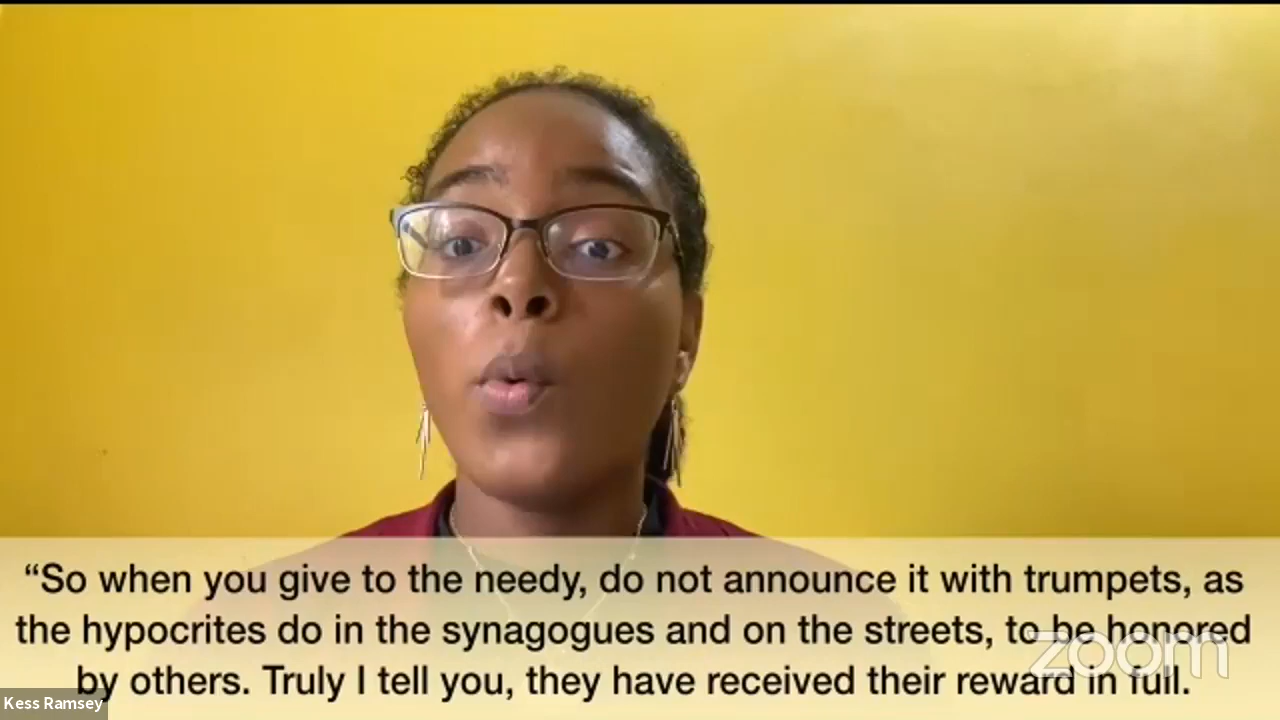 “So when you give to the needy, do not announce it with trumpets, as
the hypocrites do in the synagogues and on the streets, to be honored
by others. Truly I tell you, they have received their reward in full.
zoom
Kess Ramsey